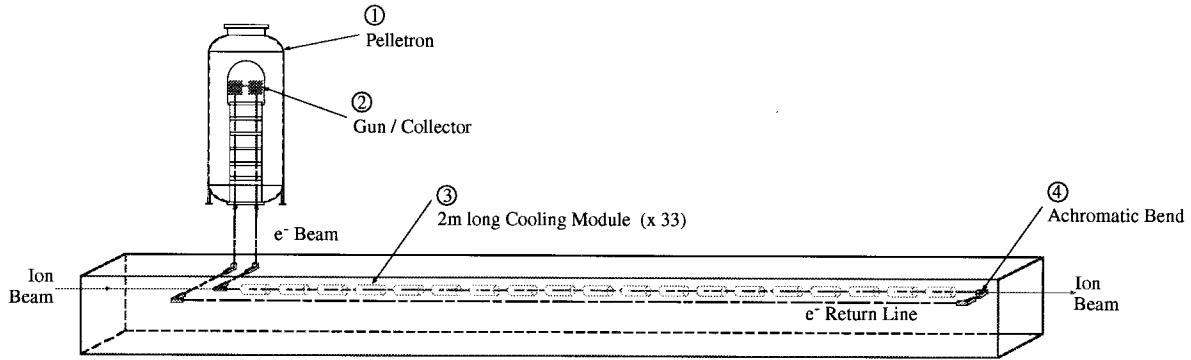 ①
Pelletron
②
Gun / Collector
③
2m long Cooling Module (x 33)
④
Achromatic Bend
e⁻ Beam
Ion
Beam
Ion
Beam
e⁻ Return Line